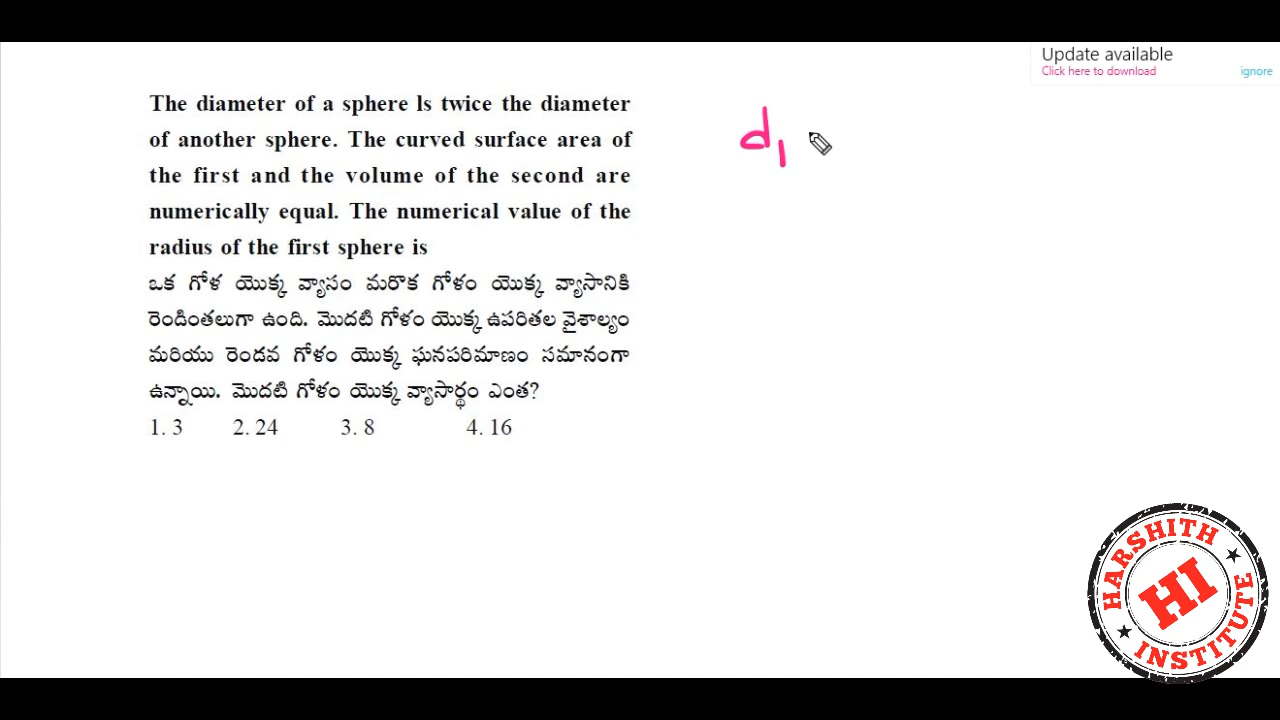 Update available
Click here to download ignore
The diameter of a sphere ls twice the diameter
of another sphere. The curved surface area of
the first and the volume of the second are
numerically equal. The numerical value of the
radius of the first sphere is
ఒక గోళ యొక్క వ్యాసం మరొక గోళం యొక్క వ్యాసానికి
రెండింతలుగా ఉంది. మొదటి గోళం యొక్క ఉపరితల వైశాల్యం
మరియు రెండవ గోళం యొక్క ఘనపరిమాణం సమానంగా
ఉన్నాయి. మొదటి గోళం యొక్క వ్యాసార్థం ఎంత?
1. 3 2. 24 3. 8 4. 16
d₁
HARSHITH
HI
INSTITUTE